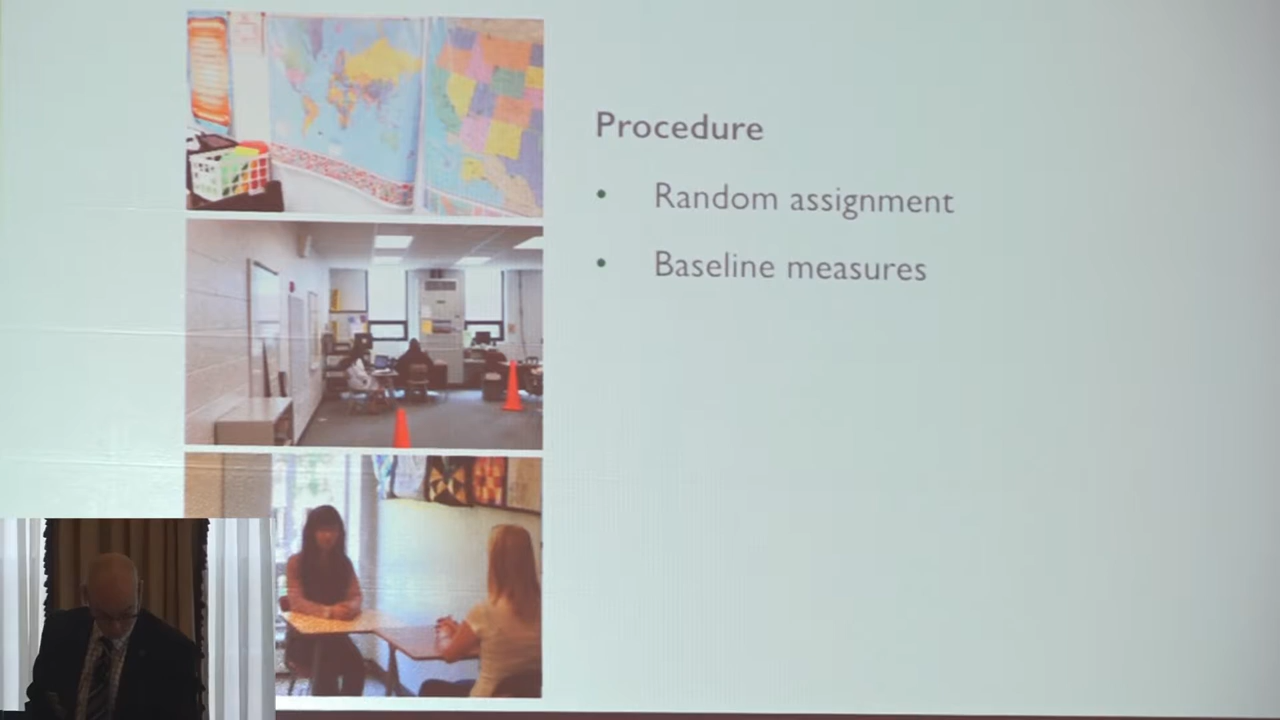 Procedure
• Random assignment
• Baseline measures